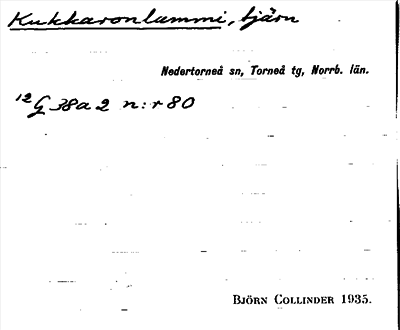 Kukkaronlammi, tjärn
Nedertorneå sn, Torneå tg, Norrb. län.
12 G 38a 2 n:r 80
BJÖRN COLLINDER 1935.